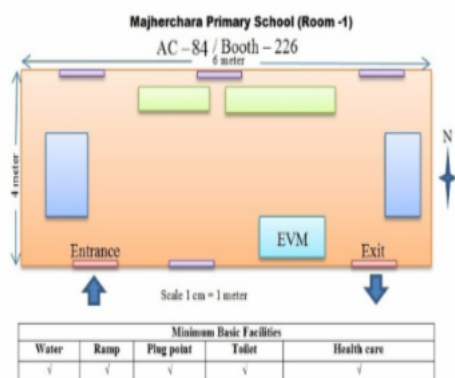 Majherchara Primary School (Room -1)
AC – 84 / Booth – 226
6 meter
4 meter
N
EVM
Entrance
Exit
Scale 1 cm = 1 meter
Minimum Basic Facilities
Water Ramp Plug point Toilet Health care
√ √ √ √ √